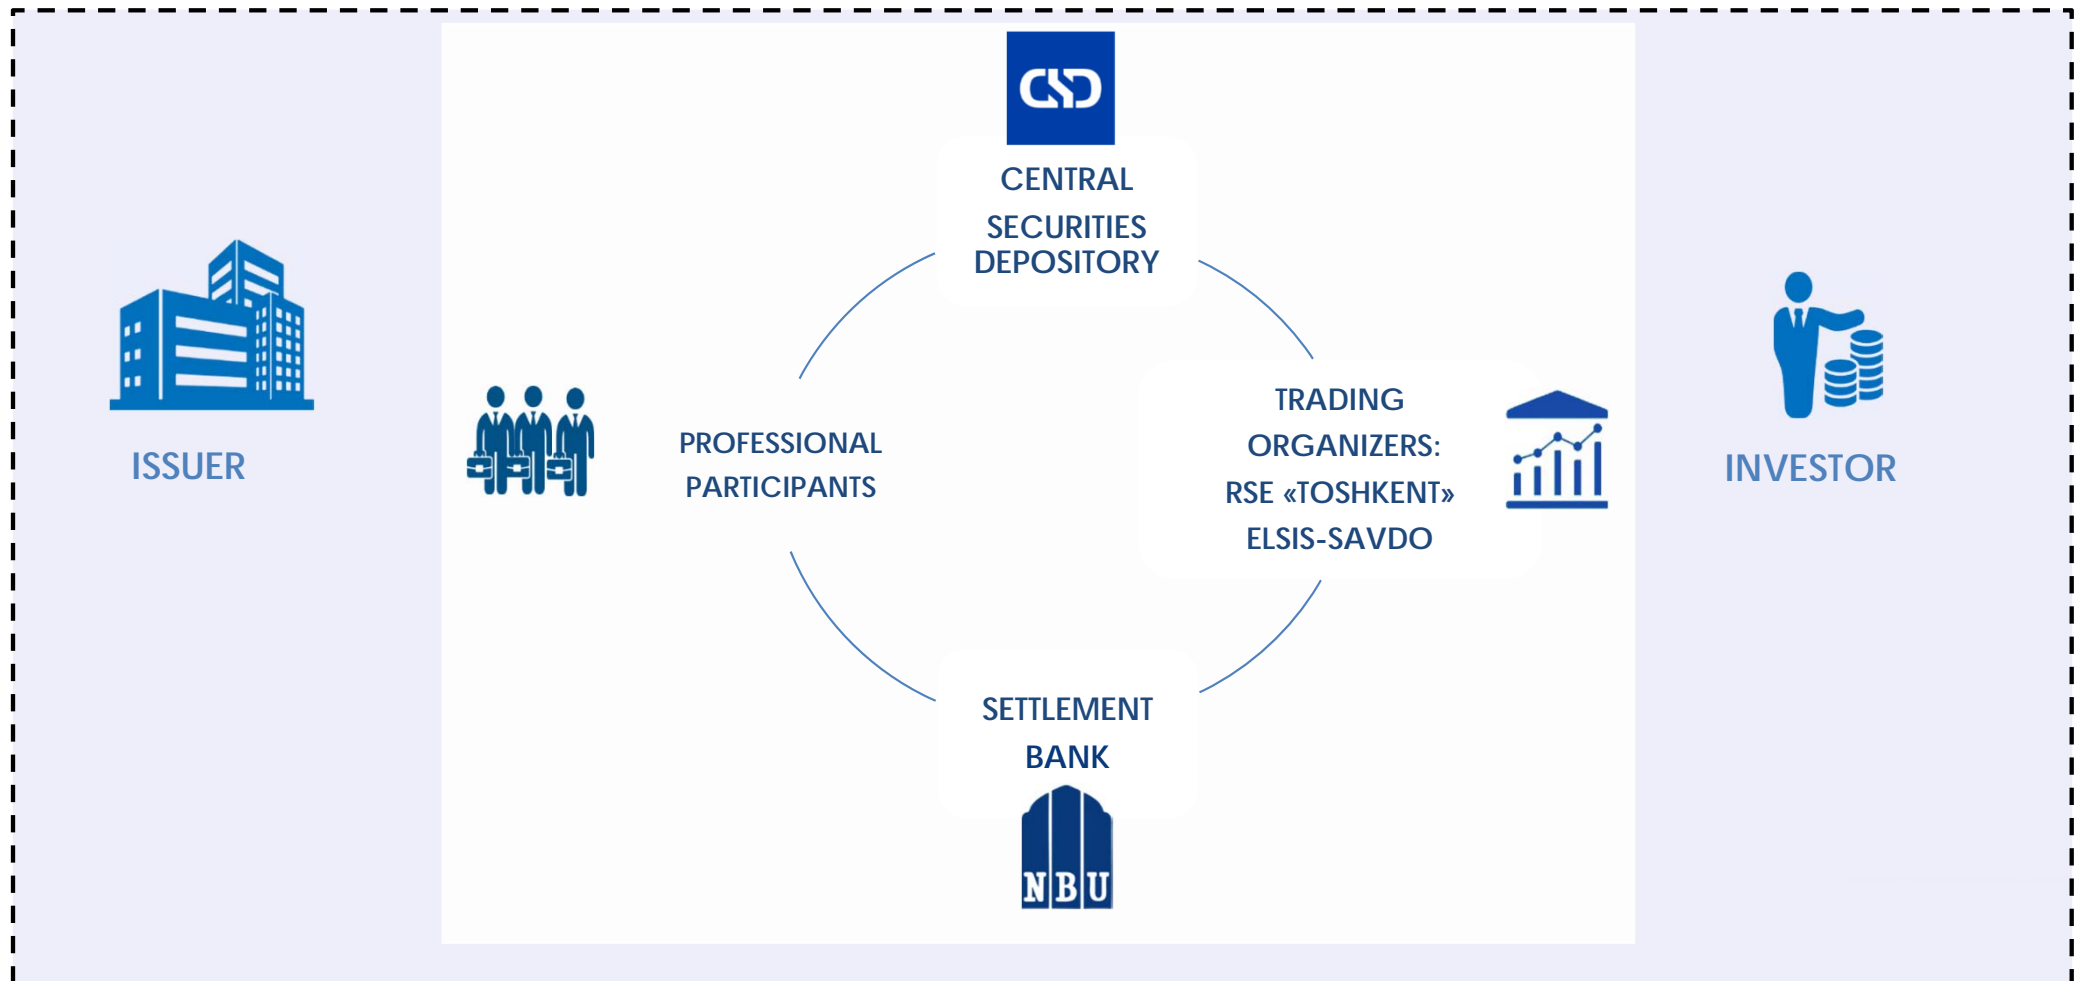 CSD
CENTRAL
SECURITIES
DEPOSITORY
ISSUER
PROFESSIONAL
PARTICIPANTS
TRADING
ORGANIZERS:
RSE «TOSHKENT»
ELSIS-SAVDO
INVESTOR
SETTLEMENT
BANK
NBU